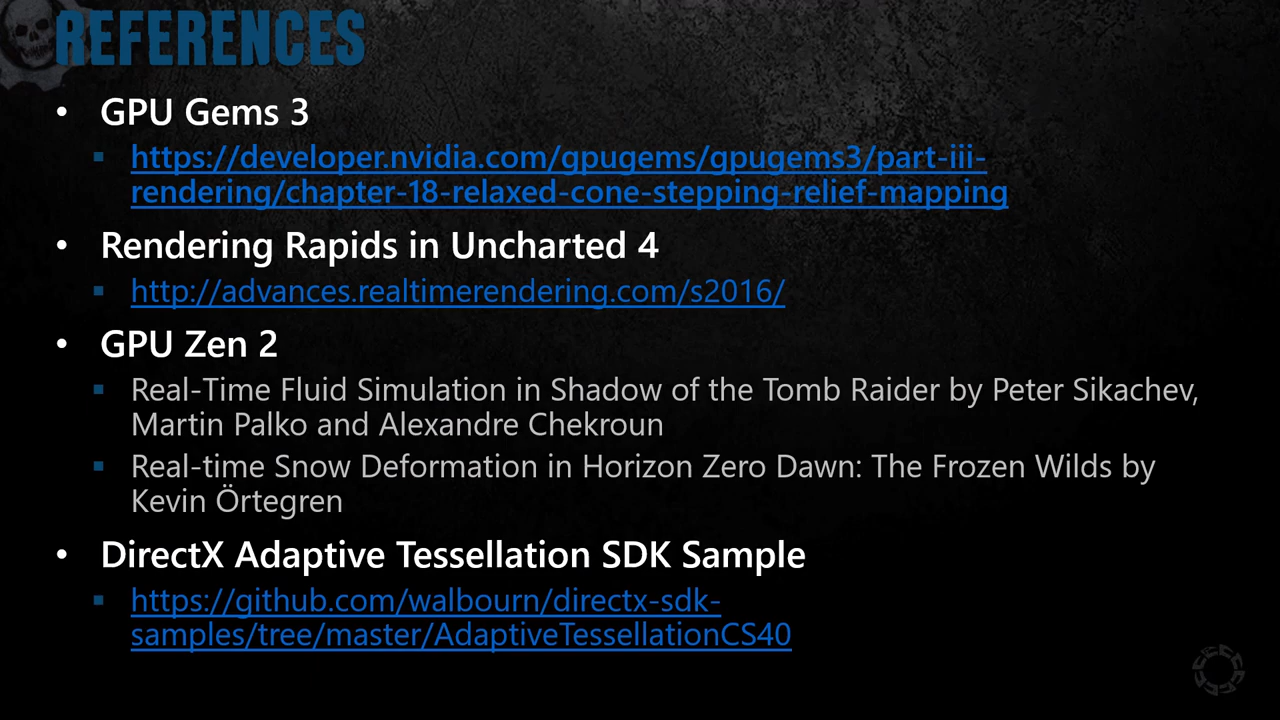 REFERENCES
• GPU Gems 3
▪ https://developer.nvidia.com/gpugems/gpugems3/part-iii-
rendering/chapter-18-relaxed-cone-stepping-relief-mapping
• Rendering Rapids in Uncharted 4
▪ http://advances.realtimerendering.com/s2016/
• GPU Zen 2
▪ Real-Time Fluid Simulation in Shadow of the Tomb Raider by Peter Sikachev,
Martin Palko and Alexandre Chekroun
▪ Real-time Snow Deformation in Horizon Zero Dawn: The Frozen Wilds by
Kevin Örtegren
• DirectX Adaptive Tessellation SDK Sample
▪ https://github.com/walbourn/directx-sdk-
samples/tree/master/AdaptiveTessellationCS40